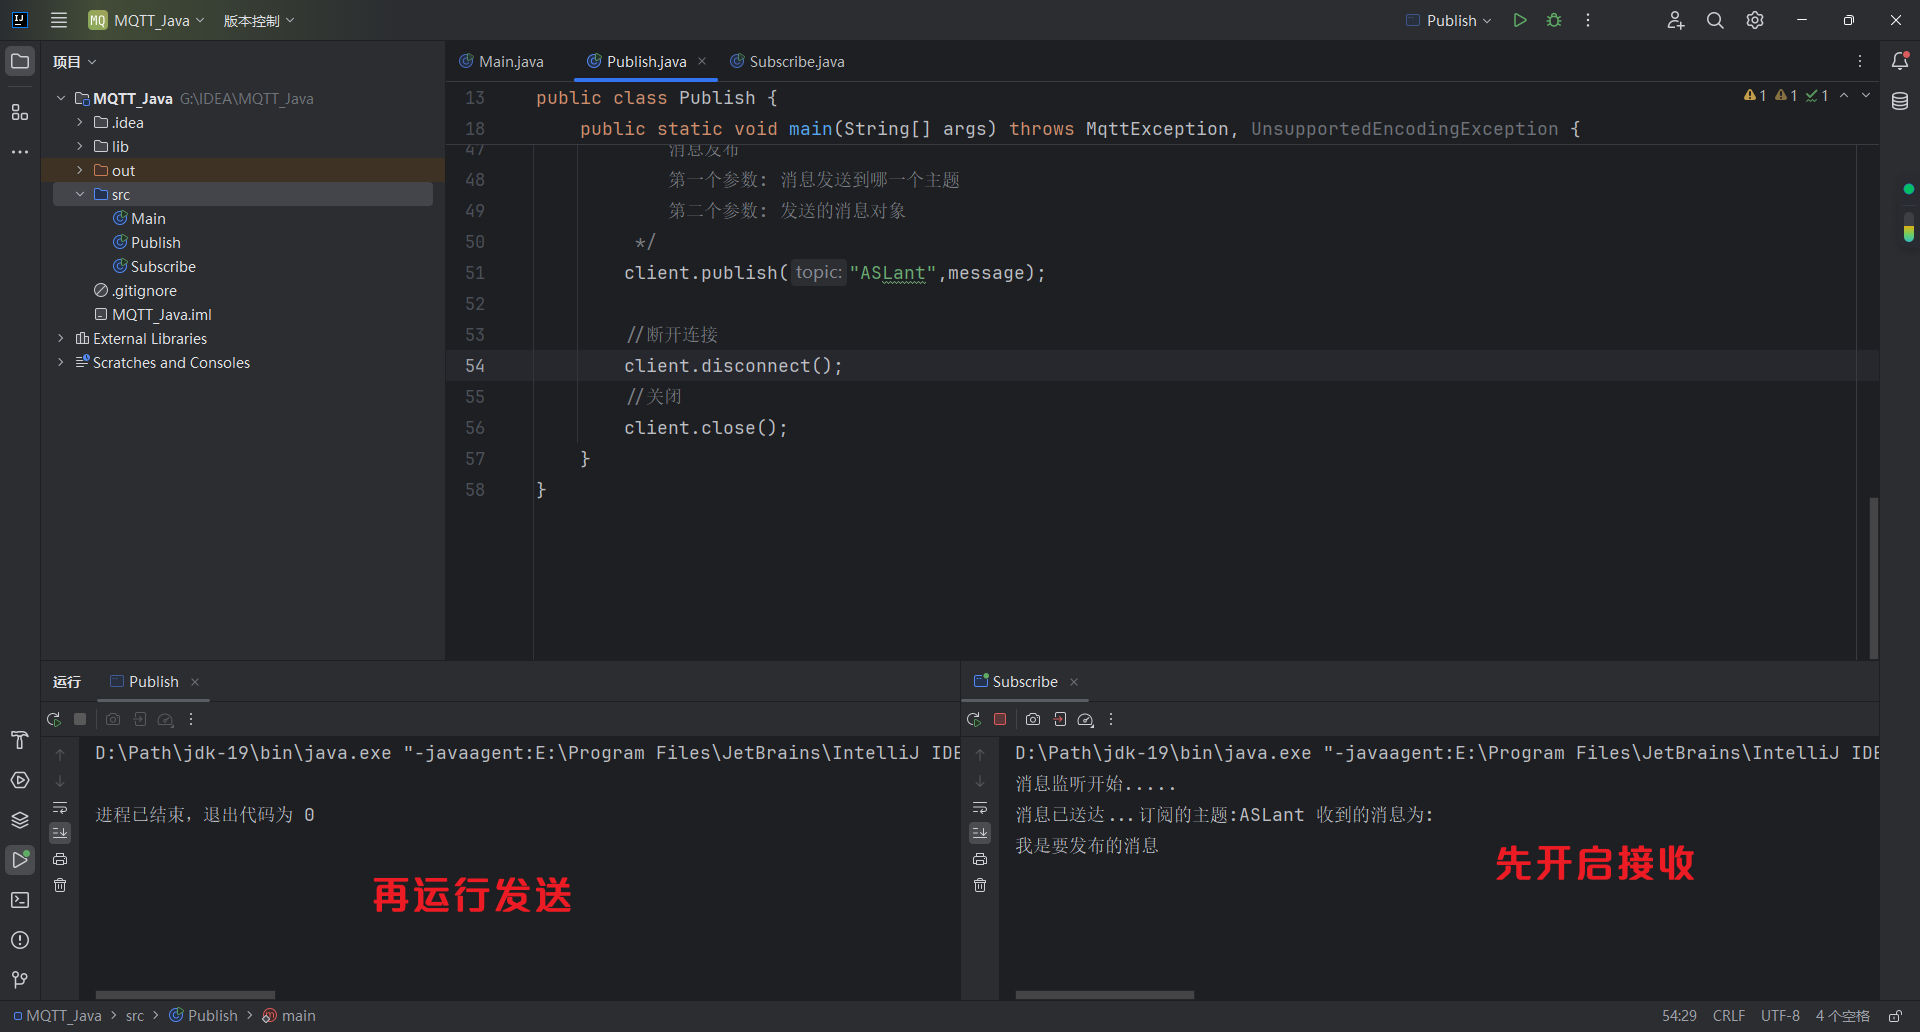 MQ MQTT_Java 版本控制 Publish
项目
Main.java Publish.java Subscribe.java
MQTT_Java G:\IDEA\MQTT_Java
.idea
lib
out
src
Main
Publish
Subscribe
.gitignore
MQTT_Java.iml
External Libraries
Scratches and Consoles
1 1 1
13 public class Publish {
18 public static void main(String[] args) throws MqttException, UnsupportedEncodingException {
47 消息发布
48 第一个参数: 消息发送到哪一个主题
49 第二个参数: 发送的消息对象
50 */
51 client.publish( topic: "ASLant",message);
52
53 //断开连接
54 client.disconnect();
55 //关闭
56 client.close();
57 }
58 }
运行 Publish
D:\Path\jdk-19\bin\java.exe "-javaagent:E:\Program Files\JetBrains\IntelliJ IDE
进程已结束，退出代码为 0
再运行发送
Subscribe
D:\Path\jdk-19\bin\java.exe "-javaagent:E:\Program Files\JetBrains\IntelliJ IDE
消息监听开始.....
消息已送达...订阅的主题:ASLant 收到的消息为:
我是要发布的消息
先开启接收
MQTT_Java > src > Publish > main
54:29 CRLF UTF-8 4 个空格